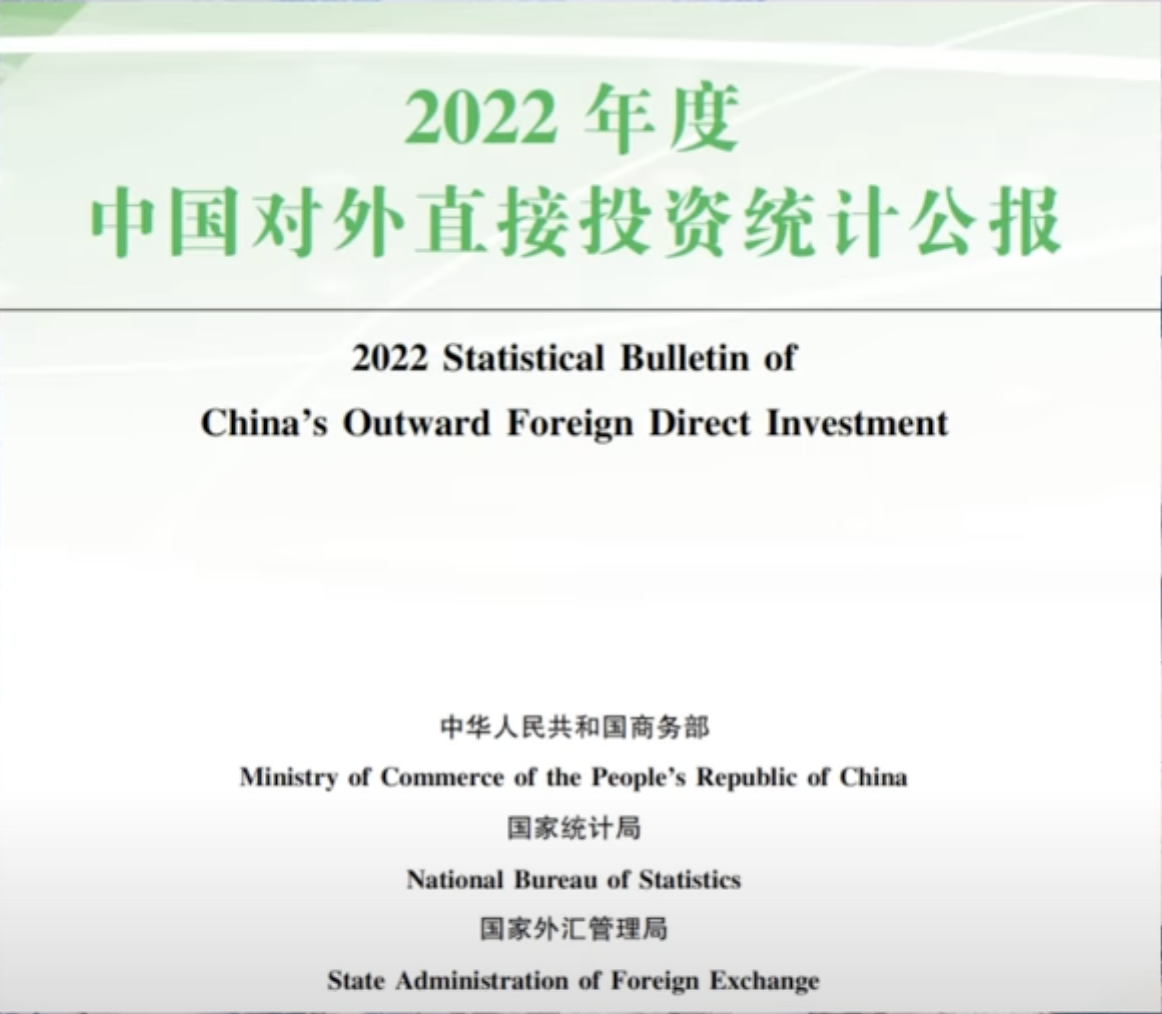 2022 年度
中国对外直接投资统计公报
2022 Statistical Bulletin of
China's Outward Foreign Direct Investment
中华人民共和国商务部
Ministry of Commerce of the People's Republic of China
国家统计局
National Bureau of Statistics
国家外汇管理局
State Administration of Foreign Exchange